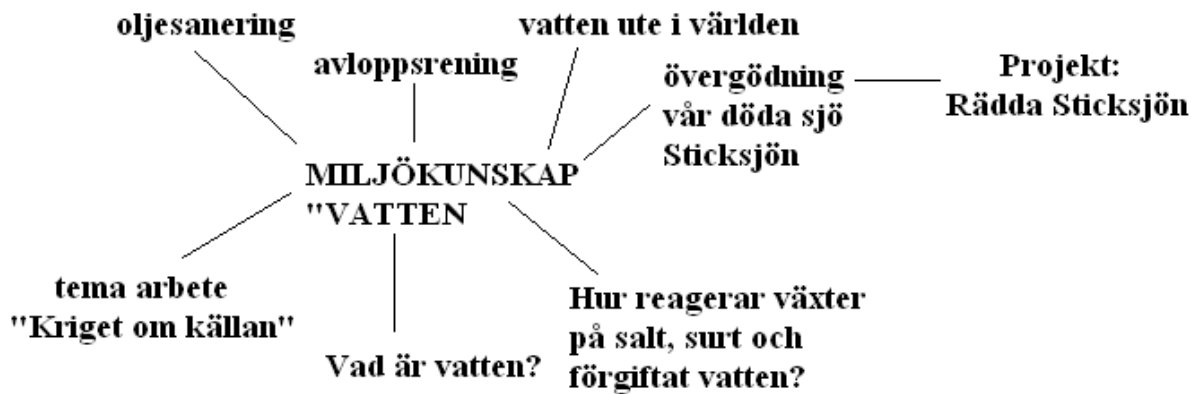 oljesanering
vatten ute i världen
avloppsrening
övergödning
vår döda sjö
Sticksjön
Projekt:
Rädda Sticksjön
MILJÖKUNSKAP
"VATTEN
tema arbete
"Kriget om källan"
Vad är vatten?
Hur reagerar växter
på salt, surt och
förgiftat vatten?